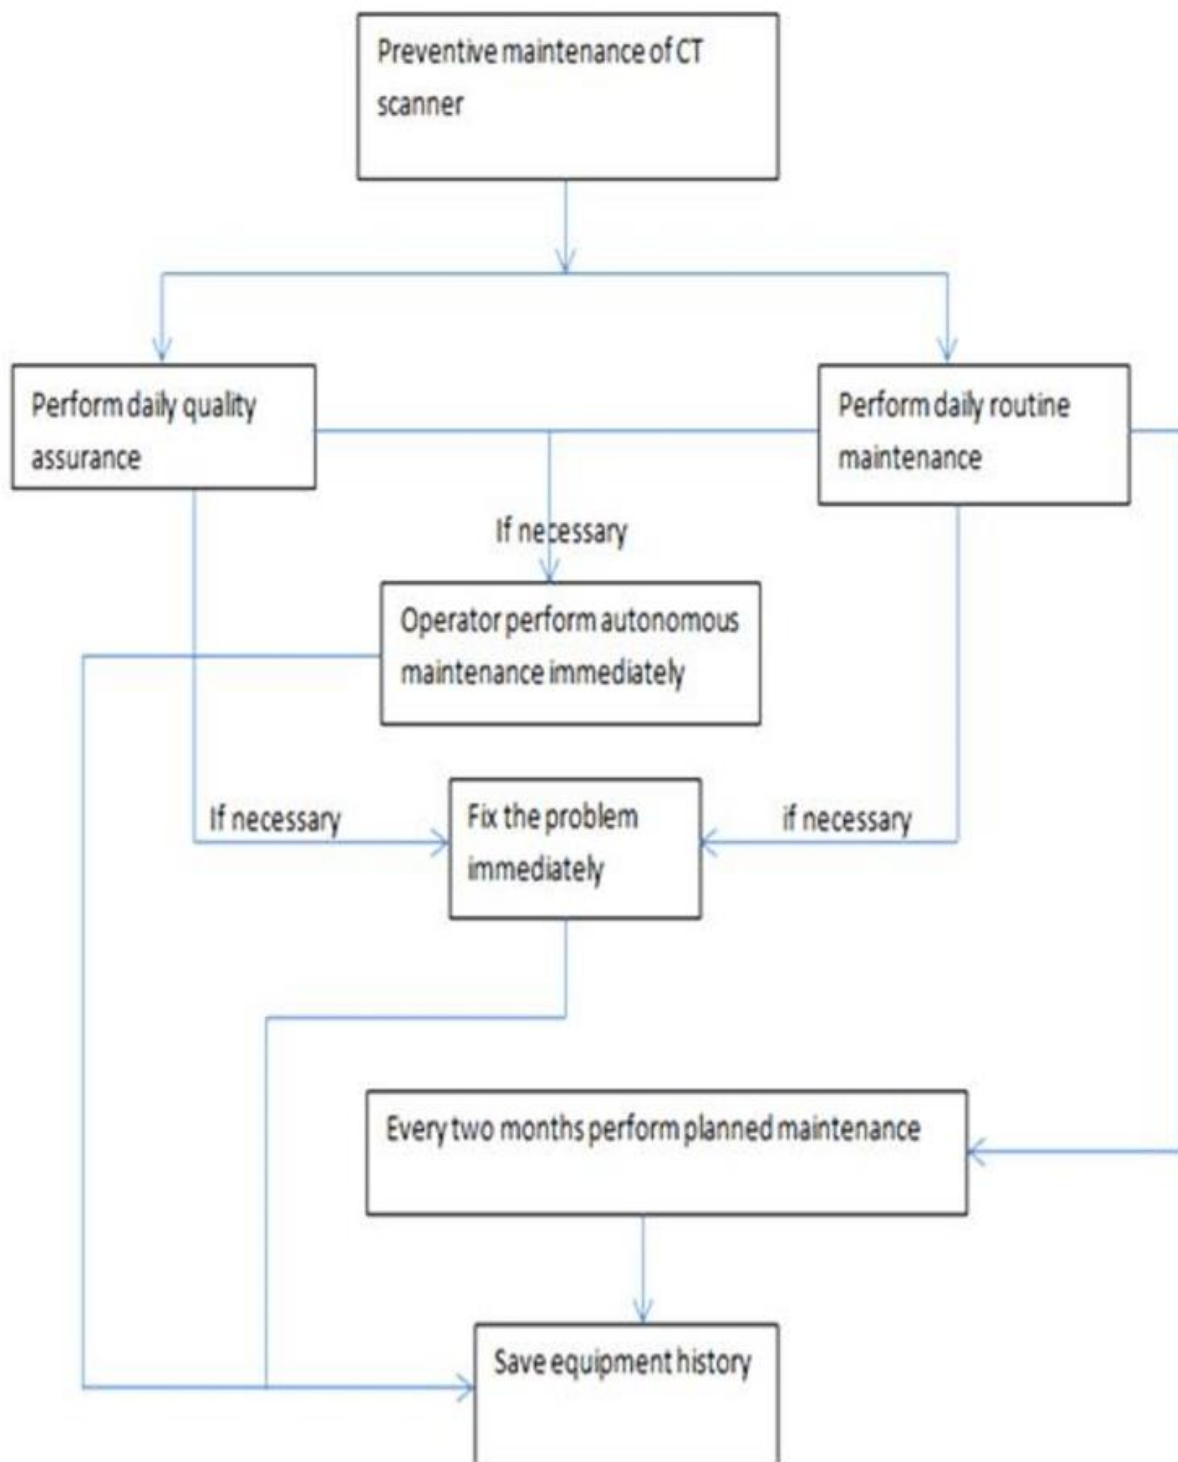 Preventive maintenance of CT
scanner
Perform daily quality
assurance
Perform daily routine
maintenance
If necessary
Operator perform autonomous
maintenance immediately
If necessary
Fix the problem
immediately
if necessary
Every two months perform planned maintenance
Save equipment history